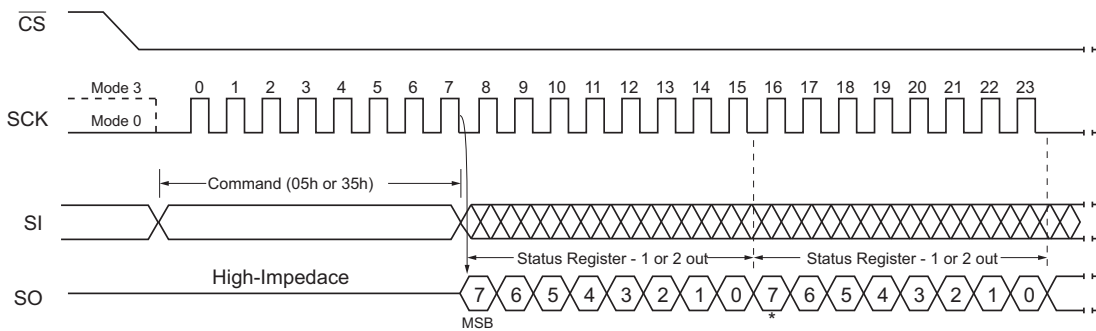 CS
Mode 3
0 1 2 3 4 5 6 7 8 9 10 11 12 13 14 15 16 17 18 19 20 21 22 23
SCK
Mode 0
Command (05h or 35h)
SI
Status Register - 1 or 2 out Status Register - 1 or 2 out
High-Impedace
SO
7 6 5 4 3 2 1 0 7 6 5 4 3 2 1 0
MSB *